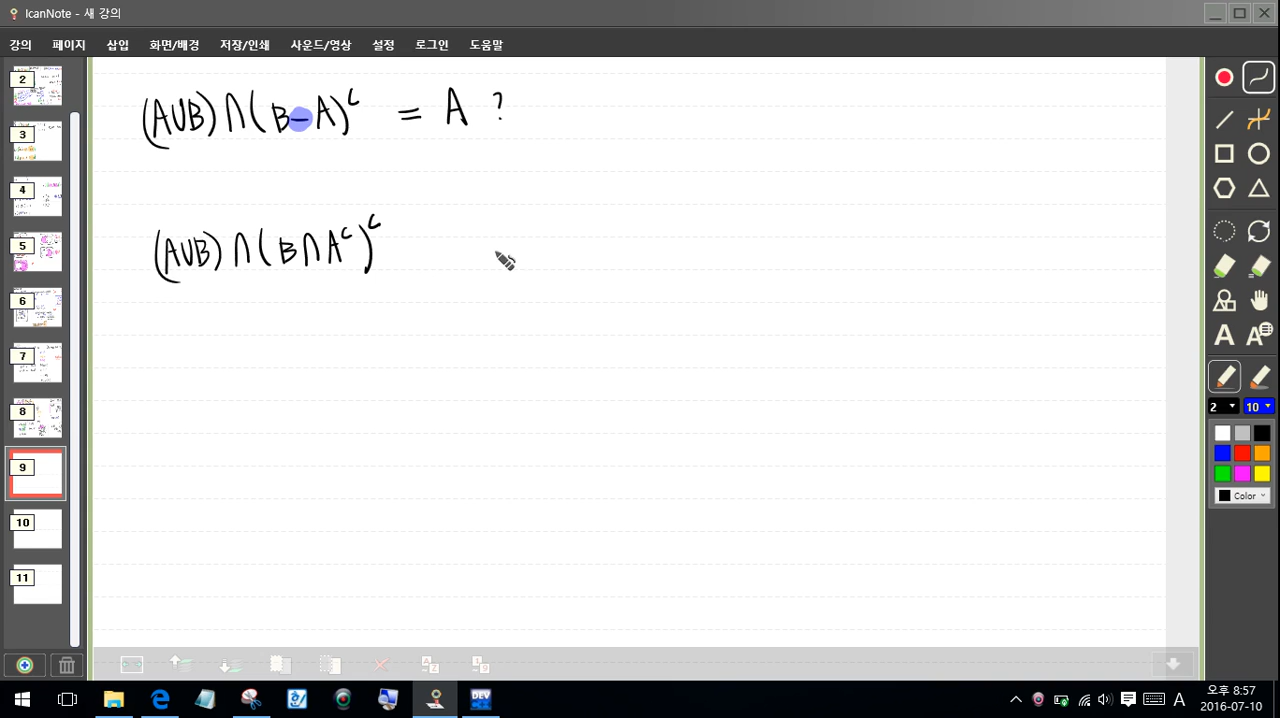 IcanNote - 새 강의
강의 페이지 삽입 화면/배경 저장/인쇄 사운드/영상 설정 로그인 도움말
2
3
4
5
6
7
8
9
10
11
(A∪B)∩(B-A)^c = A ?
(A∪B)∩(B∩A^c)^c
A
A
2
10
Color
DEV
A
오후 8:57
2016-07-10